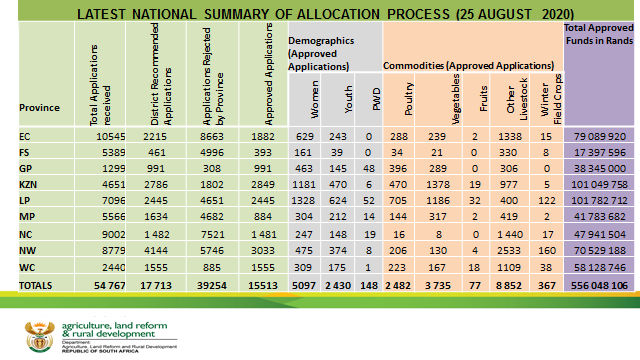 LATEST NATIONAL SUMMARY OF ALLOCATION PROCESS (25 AUGUST 2020)
Province Total Applications received District Recommended Applications Applications Rejected by Province Approved Applications Demographics (Approved Applications) Commodities (Approved Applications) Total Approved Funds in Rands
Women Youth PWD Poultry Vegetables Fruits Other Livestock Winter Field Crops
EC 10545 2215 8663 1882 629 243 0 288 239 2 1338 15 79 089 920
FS 5389 461 4996 393 161 39 0 34 21 0 330 8 17 397 596
GP 1299 991 308 991 463 145 48 396 289 0 306 0 38 345 000
KZN 4651 2786 1802 2849 1181 470 6 470 1378 19 977 5 101 049 758
LP 7096 2445 4651 2445 1328 624 52 705 1186 32 400 122 101 782 712
MP 5566 1634 4682 884 304 212 14 144 317 2 419 2 41 783 682
NC 9002 1 482 7521 1 481 247 148 19 16 8 0 1 440 17 47 941 504
NW 8779 4144 5746 3033 475 374 8 206 130 4 2533 160 70 529 188
WC 2440 1555 885 1555 309 175 1 223 167 18 1109 38 58 128 746
TOTALS 54 767 17 713 39254 15513 5097 2 430 148 2 482 3 735 77 8 852 367 556 048 106
agriculture, land reform
& rural development
Department:
Agriculture, Land Reform and Rural Development
REPUBLIC OF SOUTH AFRICA